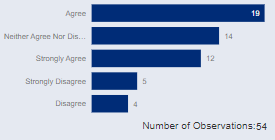 Agree 19
Neither Agree Nor Dis... 14
Strongly Agree 12
Strongly Disagree 5
Disagree 4
Number of Observations:54